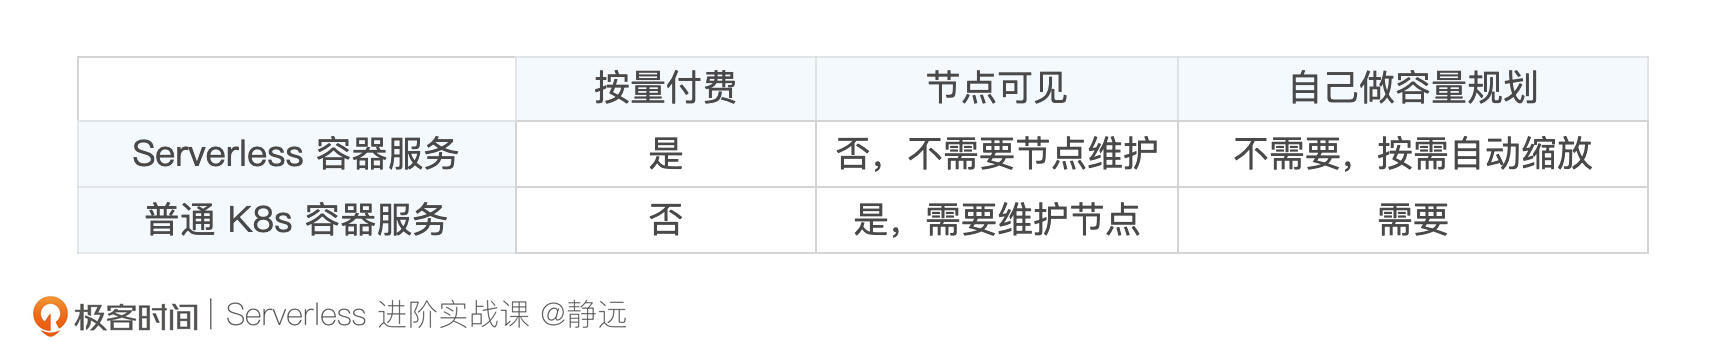 按量付费 节点可见 自己做容量规划
Serverless 容器服务 是 否，不需要节点维护 不需要，按需自动缩放
普通 K8s 容器服务 否 是，需要维护节点 需要
极客时间 | Serverless 进阶实战课 @静远